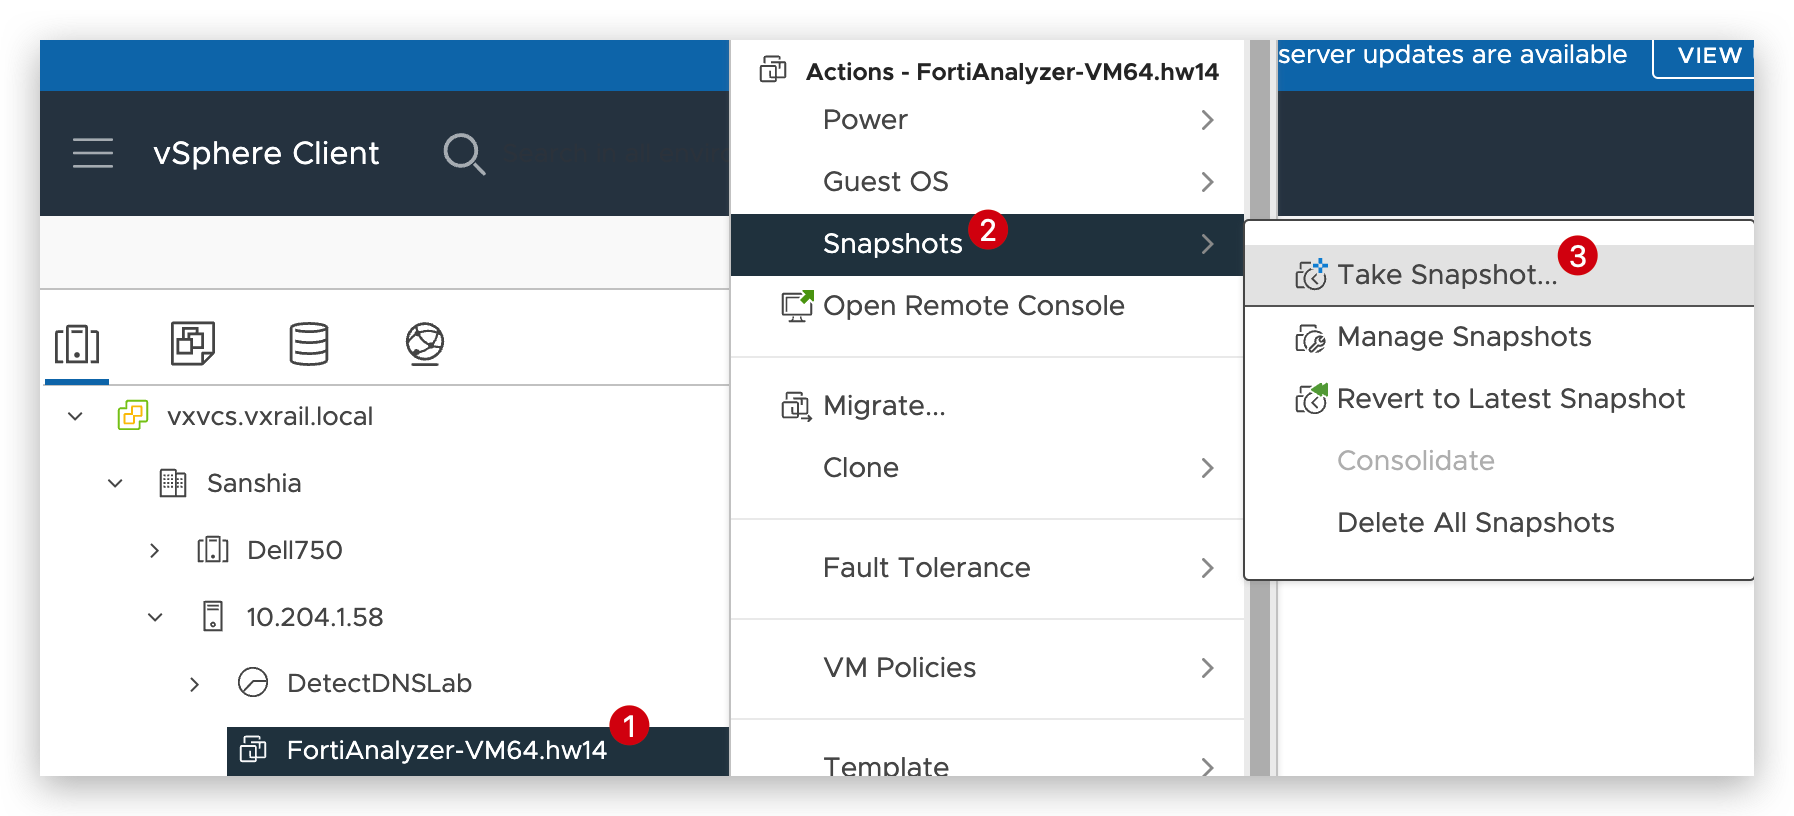 server updates are available
VIEW
vSphere Client
vxvcs.vxrail.local
Sanshia
Dell750
10.204.1.58
DetectDNSLab
FortiAnalyzer-VM64.hw14
1
Actions - FortiAnalyzer-VM64.hw14
Power
Guest OS
Snapshots
2
Open Remote Console
Migrate...
Clone
Fault Tolerance
VM Policies
Template
Take Snapshot...
3
Manage Snapshots
Revert to Latest Snapshot
Consolidate
Delete All Snapshots